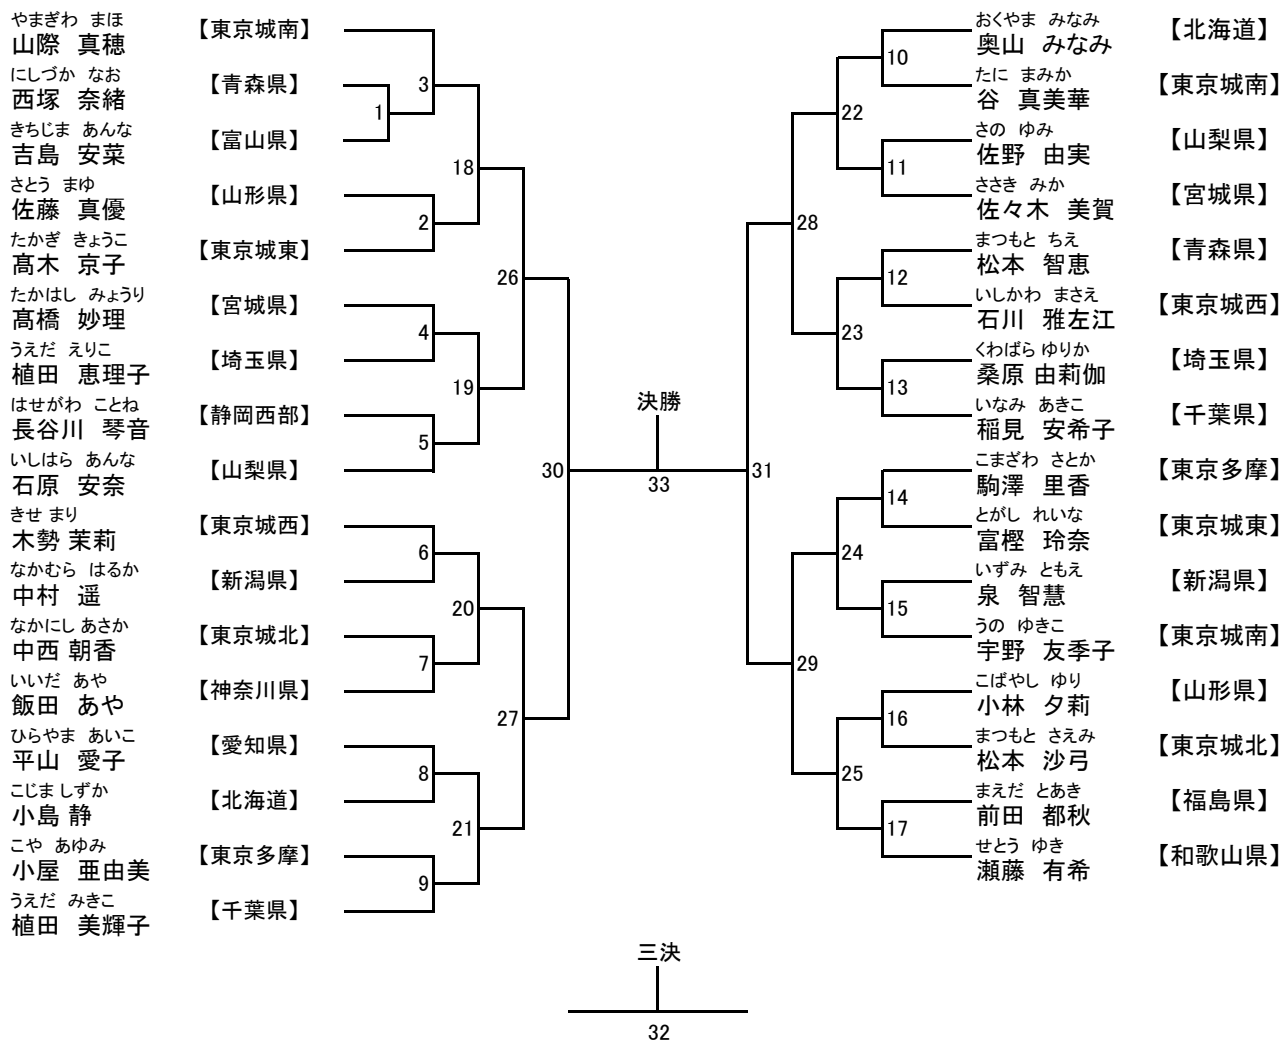 やまぎわ まほ
山際 真穂 【東京城南】
にしづか なお
西塚 奈緒 【青森県】
きちじま あんな
吉島 安菜 【富山県】
さとう まゆ
佐藤 真優 【山形県】
たかぎ きょうこ
髙木 京子 【東京城東】
たかはし みょうり
髙橋 妙理 【宮城県】
うえだ えりこ
植田 恵理子 【埼玉県】
はせがわ ことね
長谷川 琴音 【静岡西部】
いしはら あんな
石原 安奈 【山梨県】
きせ まり
木勢 茉莉 【東京城西】
なかむら はるか
中村 遥 【新潟県】
なかにし あさか
中西 朝香 【東京城北】
いいだ あや
飯田 あや 【神奈川県】
ひらやま あいこ
平山 愛子 【愛知県】
こじま しずか
小島 静 【北海道】
こや あゆみ
小屋 亜由美 【東京多摩】
うえだ みきこ
植田 美輝子 【千葉県】
1
2
3
4
5
6
7
8
9
18
19
20
21
26
27
30
決勝
33
三決
32
31
28
29
22
23
24
25
10
11
12
13
14
15
16
17
おくやま みなみ
奥山 みなみ 【北海道】
たに まみか
谷 真美華 【東京城南】
さの ゆみ
佐野 由実 【山梨県】
ささき みか
佐々木 美賀 【宮城県】
まつもと ちえ
松本 智恵 【青森県】
いしかわ まさえ
石川 雅左江 【東京城西】
くわばら ゆりか
桑原 由莉伽 【埼玉県】
いなみ あきこ
稲見 安希子 【千葉県】
こまざわ さとか
駒澤 里香 【東京多摩】
とがし れいな
富樫 玲奈 【東京城東】
いずみ ともえ
泉 智慧 【新潟県】
うの ゆきこ
宇野 友季子 【東京城南】
こばやし ゆり
小林 夕莉 【山形県】
まつもと さえみ
松本 沙弓 【東京城北】
まえだ とあき
前田 都秋 【福島県】
せとう ゆき
瀬藤 有希 【和歌山県】